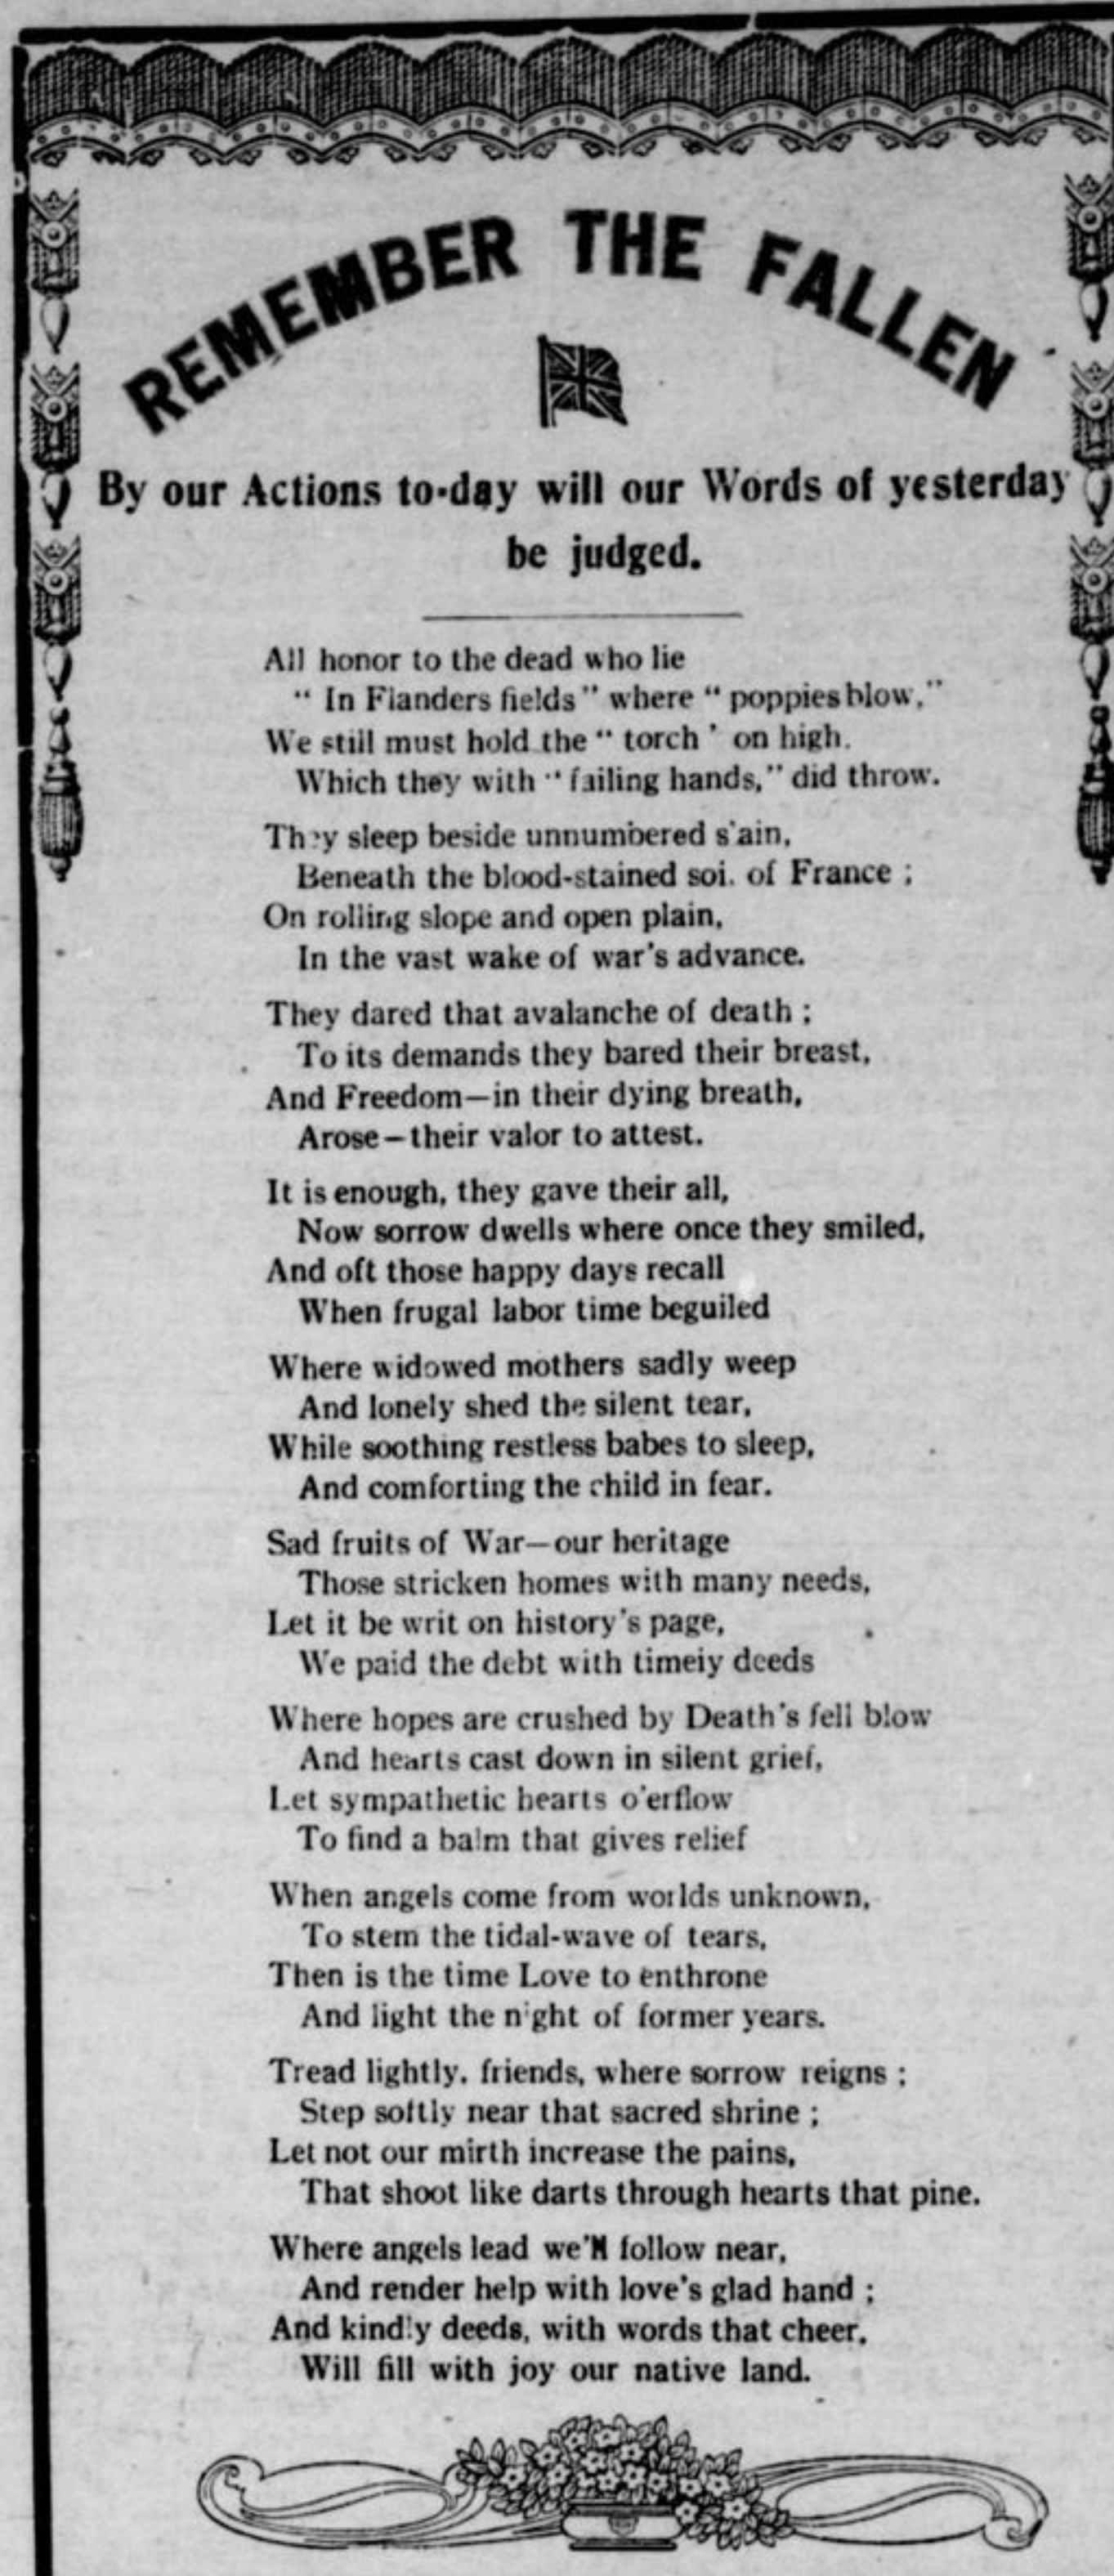 REMEMBER THE FALLEN
By our Actions to-day will our Words of yesterday
be judged.
All honor to the dead who lie
" In Flanders fields " where " poppies blow,"
We still must hold the " torch ' on high.
Which they with " failing hands," did throw.
They sleep beside unnumbered slain,
Beneath the blood-stained soil of France ;
On rolling slope and open plain,
In the vast wake of war's advance.
They dared that avalanche of death ;
To its demands they bared their breast,
And Freedom—in their dying breath,
Arose—their valor to attest.
It is enough, they gave their all,
Now sorrow dwells where once they smiled,
And oft those happy days recall
When frugal labor time beguiled
Where widowed mothers sadly weep
And lonely shed the silent tear,
While soothing restless babes to sleep,
And comforting the child in fear.
Sad fruits of War—our heritage
Those stricken homes with many needs,
Let it be writ on history's page,
We paid the debt with timely deeds
Where hopes are crushed by Death's fell blow
And hearts cast down in silent grief,
Let sympathetic hearts o'erflow
To find a balm that gives relief
When angels come from worlds unknown,
To stem the tidal-wave of tears,
Then is the time Love to enthrone
And light the night of former years.
Tread lightly, friends, where sorrow reigns ;
Step softly near that sacred shrine ;
Let not our mirth increase the pains,
That shoot like darts through hearts that pine.
Where angels lead we'll follow near,
And render help with love's glad hand ;
And kindly deeds, with words that cheer,
Will fill with joy our native land.